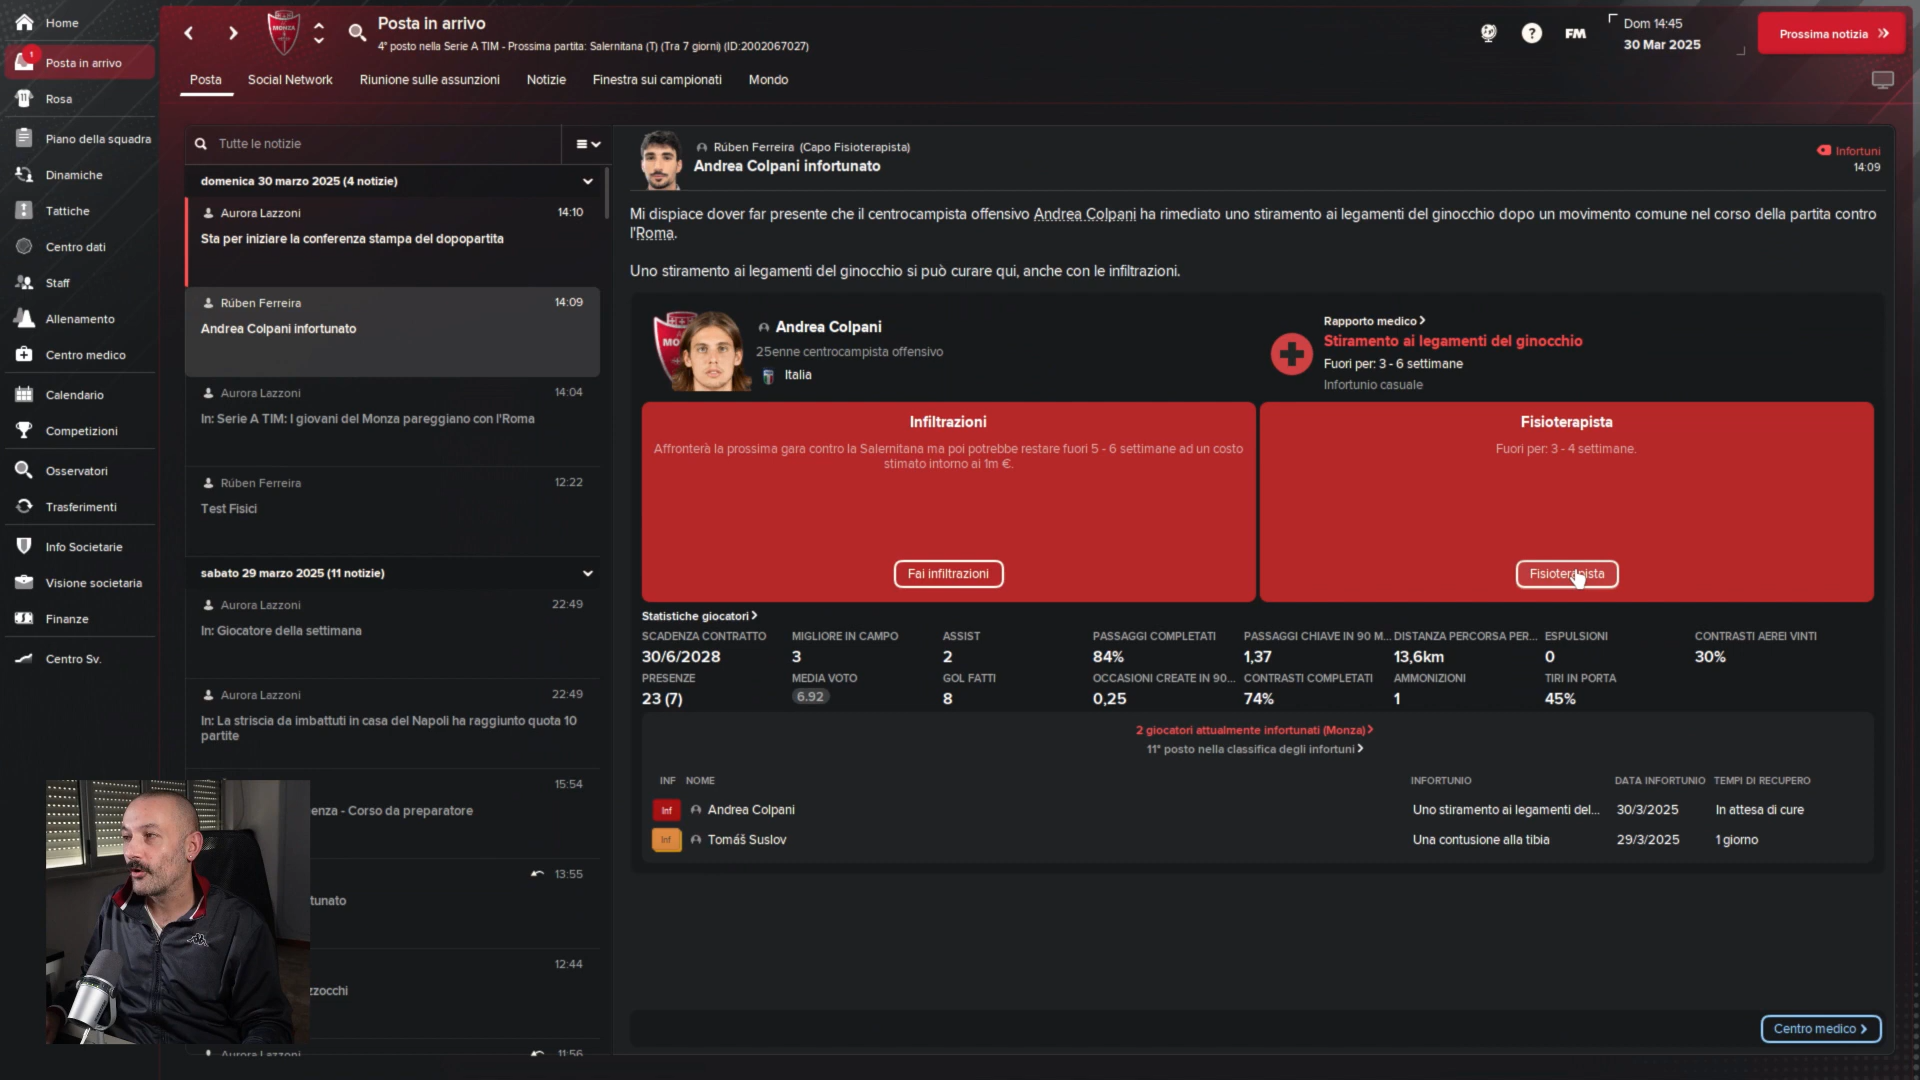 Home
1
Posta in arrivo
Rosa
Piano della squadra
Dinamiche
Tattiche
Centro dati
Staff
Allenamento
Centro medico
Calendario
Competizioni
Osservatori
Trasferimenti
Info Societarie
Visione societaria
Finanze
Centro Sv.
MONZA
Posta in arrivo
4° posto nella Serie A TIM - Prossima partita: Salernitana (T) (Tra 7 giorni) (ID:2002067027)
?
FM
Dom 14:45
30 Mar 2025
Prossima notizia
Posta
Social Network
Riunione sulle assunzioni
Notizie
Finestra sui campionati
Mondo
Tutte le notizie
domenica 30 marzo 2025 (4 notizie)
Aurora Lazzoni
14:10
Sta per iniziare la conferenza stampa del dopopartita
Rúben Ferreira
14:09
Andrea Colpani infortunato
Aurora Lazzoni
14:04
In: Serie A TIM: I giovani del Monza pareggiano con l'Roma
Rúben Ferreira
12:22
Test Fisici
sabato 29 marzo 2025 (11 notizie)
Aurora Lazzoni
22:49
In: Giocatore della settimana
Aurora Lazzoni
22:49
In: La striscia da imbattuti in casa del Napoli ha raggiunto quota 10
partite
15:54
enza - Corso da preparatore
13:55
tunato
12:44
zzocchi
Aurora Lazzoni
11:56
Rúben Ferreira (Capo Fisioterapista)
Andrea Colpani infortunato
Infortuni
14:09
Mi dispiace dover far presente che il centrocampista offensivo Andrea Colpani ha rimediato uno stiramento ai legamenti del ginocchio dopo un movimento comune nel corso della partita contro
l'Roma.
Uno stiramento ai legamenti del ginocchio si può curare qui, anche con le infiltrazioni.
MO
Andrea Colpani
25enne centrocampista offensivo
Italia
Rapporto medico
Stiramento ai legamenti del ginocchio
Fuori per: 3 - 6 settimane
Infortunio casuale
Infiltrazioni
Affronterà la prossima gara contro la Salernitana ma poi potrebbe restare fuori 5 - 6 settimane ad un costo
stimato intorno ai 1m €.
Fai infiltrazioni
Fisioterapista
Fuori per: 3 - 4 settimane.
Fisioterapista
Statistiche giocatori
SCADENZA CONTRATTO
MIGLIORE IN CAMPO
ASSIST
PASSAGGI COMPLETATI
PASSAGGI CHIAVE IN 90 M...
DISTANZA PERCORSA PER...
ESPULSIONI
CONTRASTI AEREI VINTI
30/6/2028
3
2
84%
1,37
13,6km
0
30%
PRESENZE
MEDIA VOTO
GOL FATTI
OCCASIONI CREATE IN 90...
CONTRASTI COMPLETATI
AMMONIZIONI
TIRI IN PORTA
23 (7)
6.92
8
0,25
74%
1
45%
2 giocatori attualmente infortunati (Monza)
11° posto nella classifica degli infortuni
INF
NOME
INFORTUNIO
DATA INFORTUNIO
TEMPI DI RECUPERO
Inf
Andrea Colpani
Uno stiramento ai legamenti del...
30/3/2025
In attesa di cure
Inf
Tomáš Suslov
Una contusione alla tibia
29/3/2025
1 giorno
Centro medico